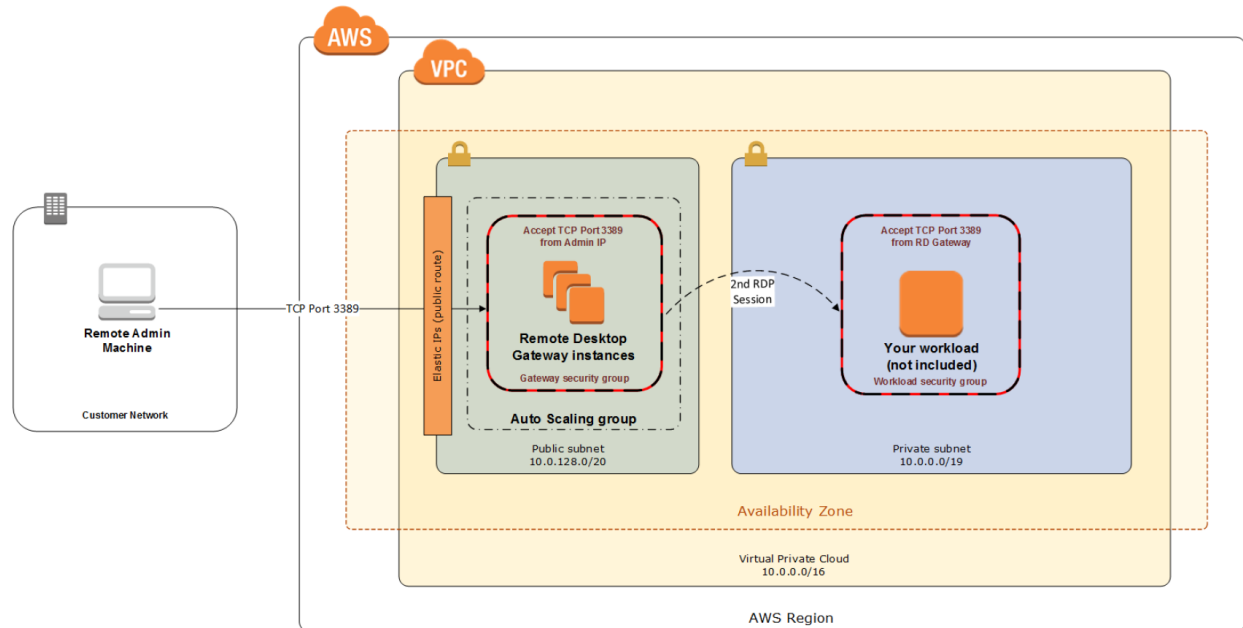 AWS
VPC
Accept TCP Port 3389
from Admin IP
Accept TCP Port 3389
from RD Gateway
2nd RDP
Session
TCP Port 3389
Elastic IPs (public route)
Remote Admin
Machine
Remote Desktop
Gateway instances
Gateway security group
Your workload
(not included)
Workload security group
Customer Network
Auto Scaling group
Public subnet
10.0.128.0/20
Private subnet
10.0.0.0/19
Availability Zone
Virtual Private Cloud
10.0.0.0/16
AWS Region